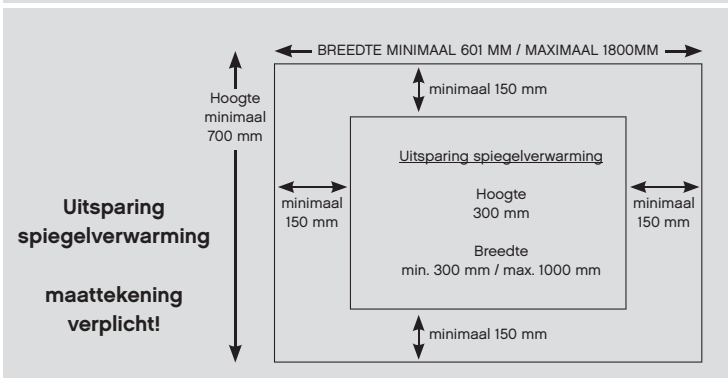 BREEDTE MINIMAAL 601 MM / MAXIMAAL 1800MM
Hoogte
minimaal
700 mm
minimaal 150 mm
Uitsparing spiegelverwarming
Hoogte
300 mm
Breedte
min. 300 mm / max. 1000 mm
minimaal
150 mm
minimaal
150 mm
minimaal 150 mm
Uitsparing
spiegelverwarming
maattekening
verplicht!